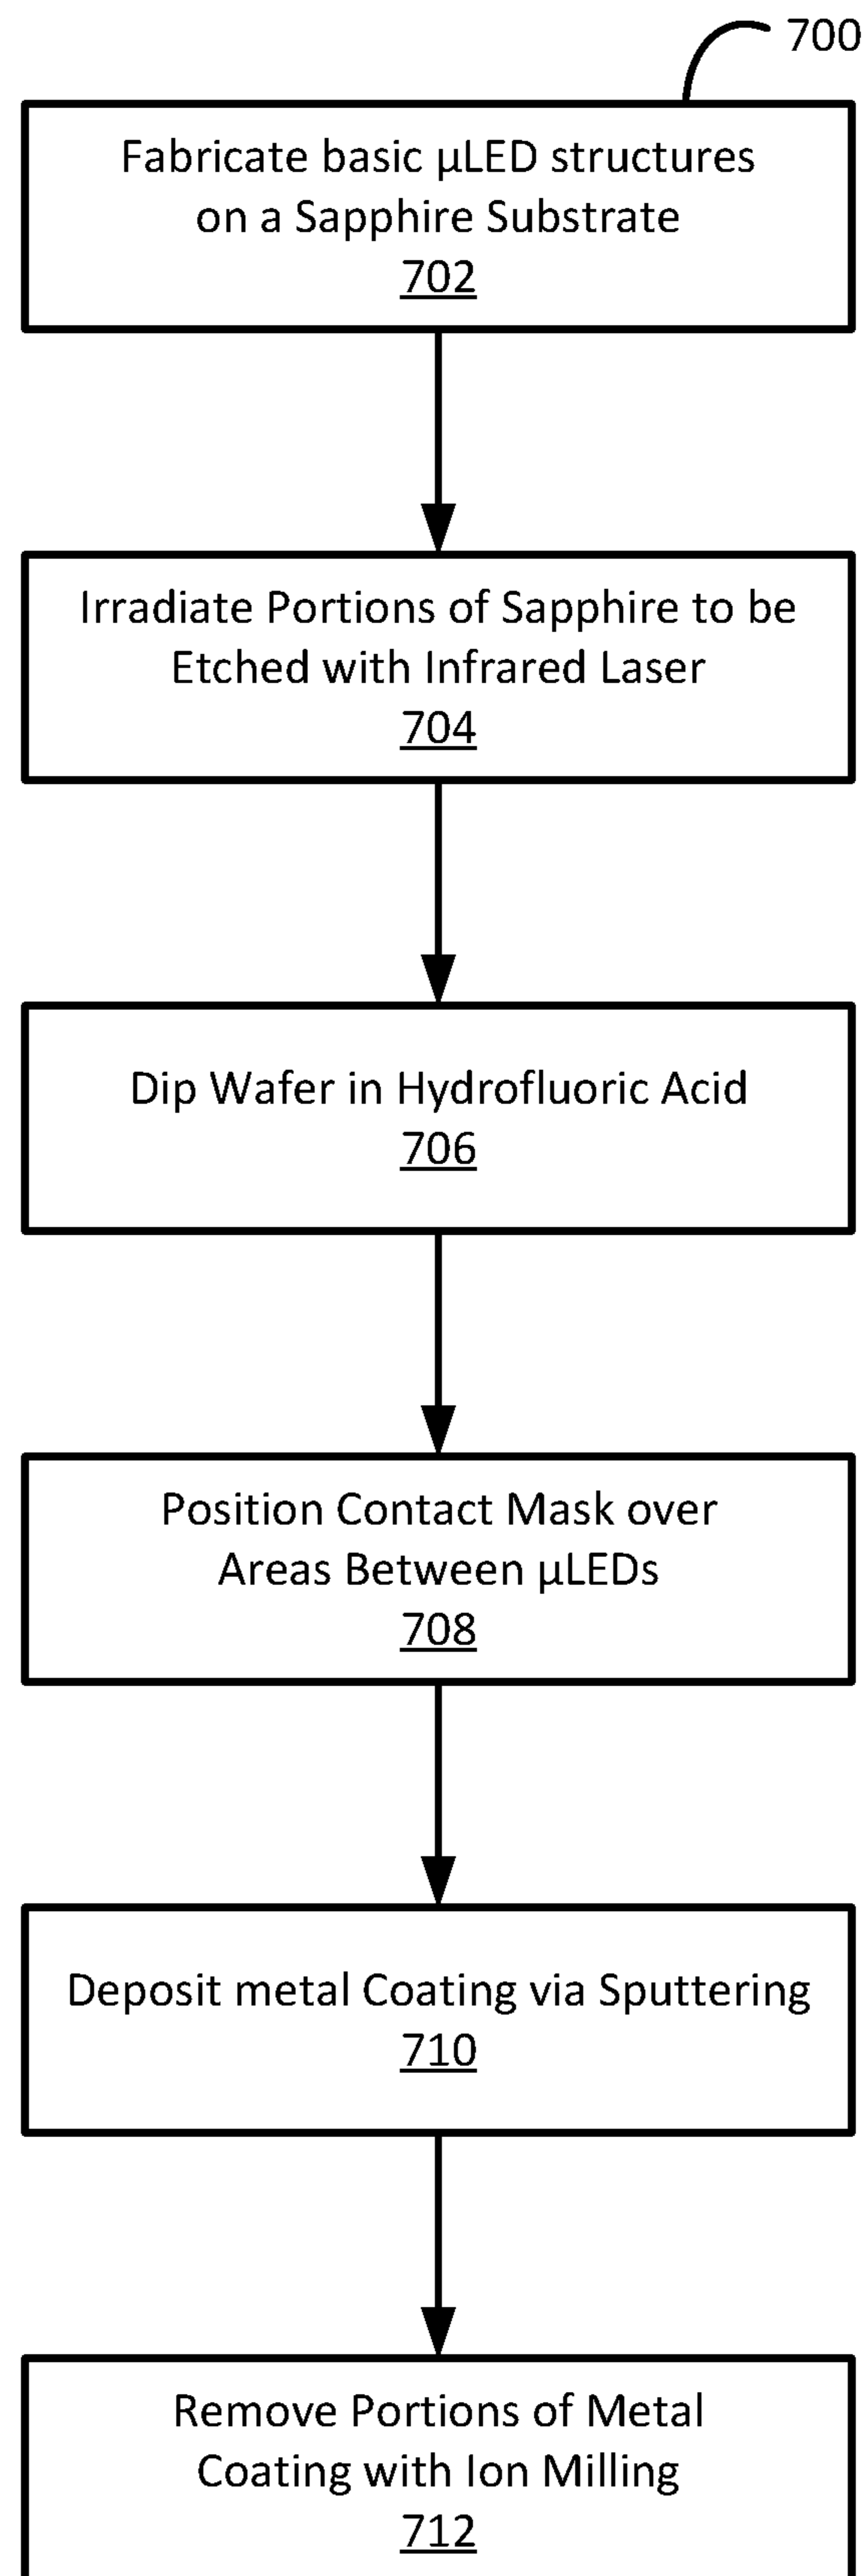 700
Fabricate basic µLED structures
on a Sapphire Substrate
702
Irradiate Portions of Sapphire to be
Etched with Infrared Laser
704
Dip Wafer in Hydrofluoric Acid
706
Position Contact Mask over
Areas Between µLEDs
708
Deposit metal Coating via Sputtering
710
Remove Portions of Metal
Coating with Ion Milling
712